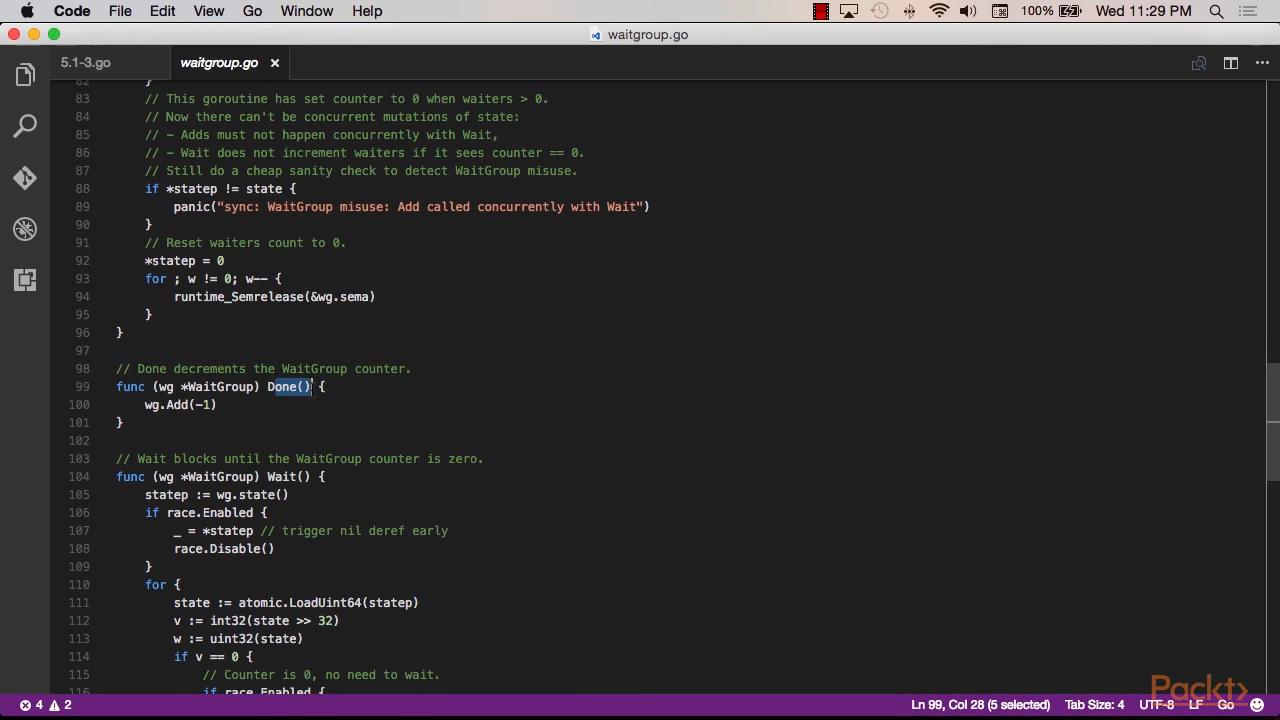 Code File Edit View Go Window Help 100% Wed 11:29 PM
waitgroup.go
5.1-3.go waitgroup.go
82 }
83 // This goroutine has set counter to 0 when waiters > 0.
84 // Now there can't be concurrent mutations of state:
85 // - Adds must not happen concurrently with Wait,
86 // - Wait does not increment waiters if it sees counter == 0.
87 // Still do a cheap sanity check to detect WaitGroup misuse.
88 if *statep != state {
89 panic("sync: WaitGroup misuse: Add called concurrently with Wait")
90 }
91 // Reset waiters count to 0.
92 *statep = 0
93 for ; w != 0; w-- {
94 runtime_Semrelease(&wg.sema)
95 }
96 }
97
98 // Done decrements the WaitGroup counter.
99 func (wg *WaitGroup) Done() {
100 wg.Add(-1)
101 }
102
103 // Wait blocks until the WaitGroup counter is zero.
104 func (wg *WaitGroup) Wait() {
105 statep := wg.state()
106 if race.Enabled {
107 _ = *statep // trigger nil deref early
108 race.Disable()
109 }
110 for {
111 state := atomic.LoadUint64(statep)
112 v := int32(state >> 32)
113 w := uint32(state)
114 if v == 0 {
115 // Counter is 0, no need to wait.
116 if race.Enabled {
Packt>
4 2 Ln 99, Col 28 (5 selected) Tab Size: 4 UTF-8 LF Go